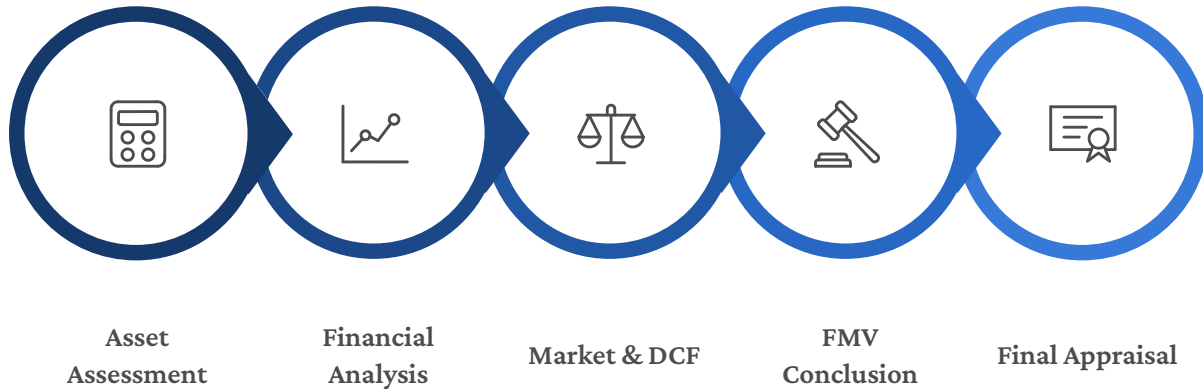 Asset
Assessment
Financial
Analysis
Market & DCF
FMV
Conclusion
Final Appraisal